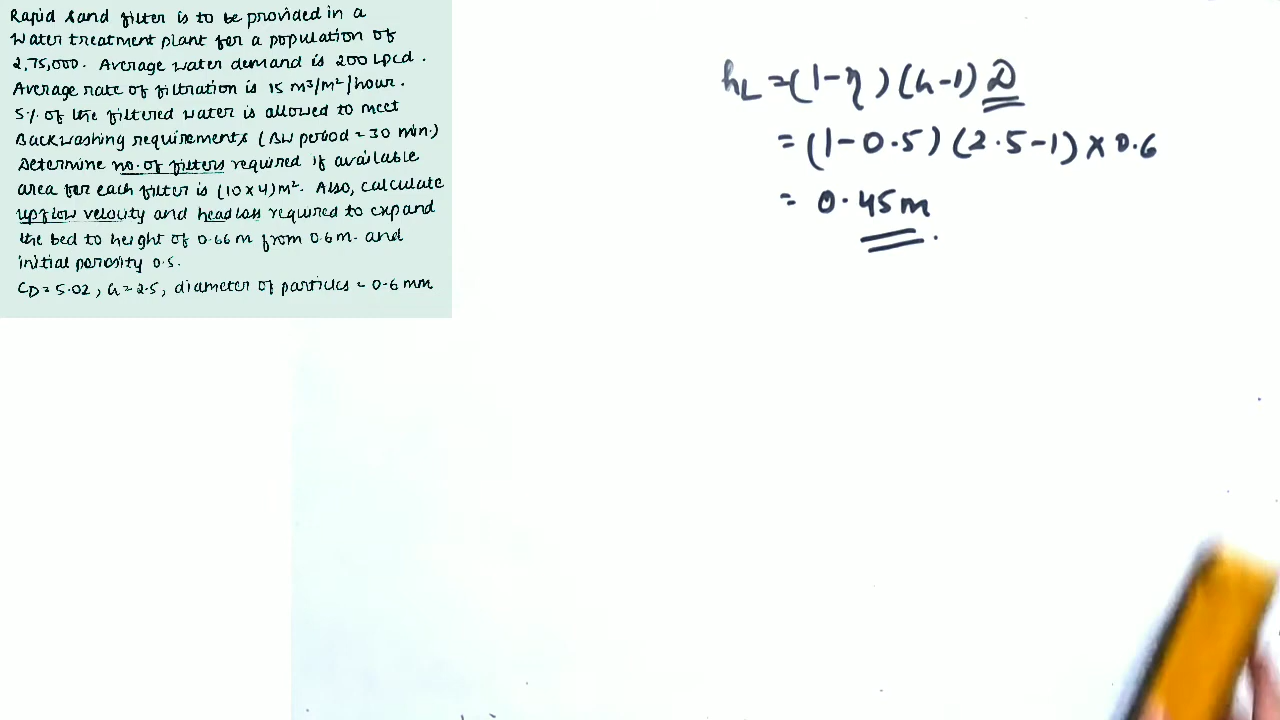 Rapid sand filter is to be provided in a
water treatment plant for a population of
2,75,000. Average water demand is 200 Lpcd.
Average rate of filtration is 15 m³/m²/hour.
5% of the filtered water is allowed to meet
Backwashing requirements (BW period = 30 min.)
Determine no. of filters required if available
area for each filter is (10 x 4) m². Also, calculate
upflow velocity and headloss required to expand
the bed to height of 0.66 m from 0.6 m. and
initial porosity 0.5.
CD = 5.02, G = 2.5, diameter of particles = 0.6 mm
hL = (1-η) (G-1) D
= (1-0.5) (2.5-1) x 0.6
= 0.45m